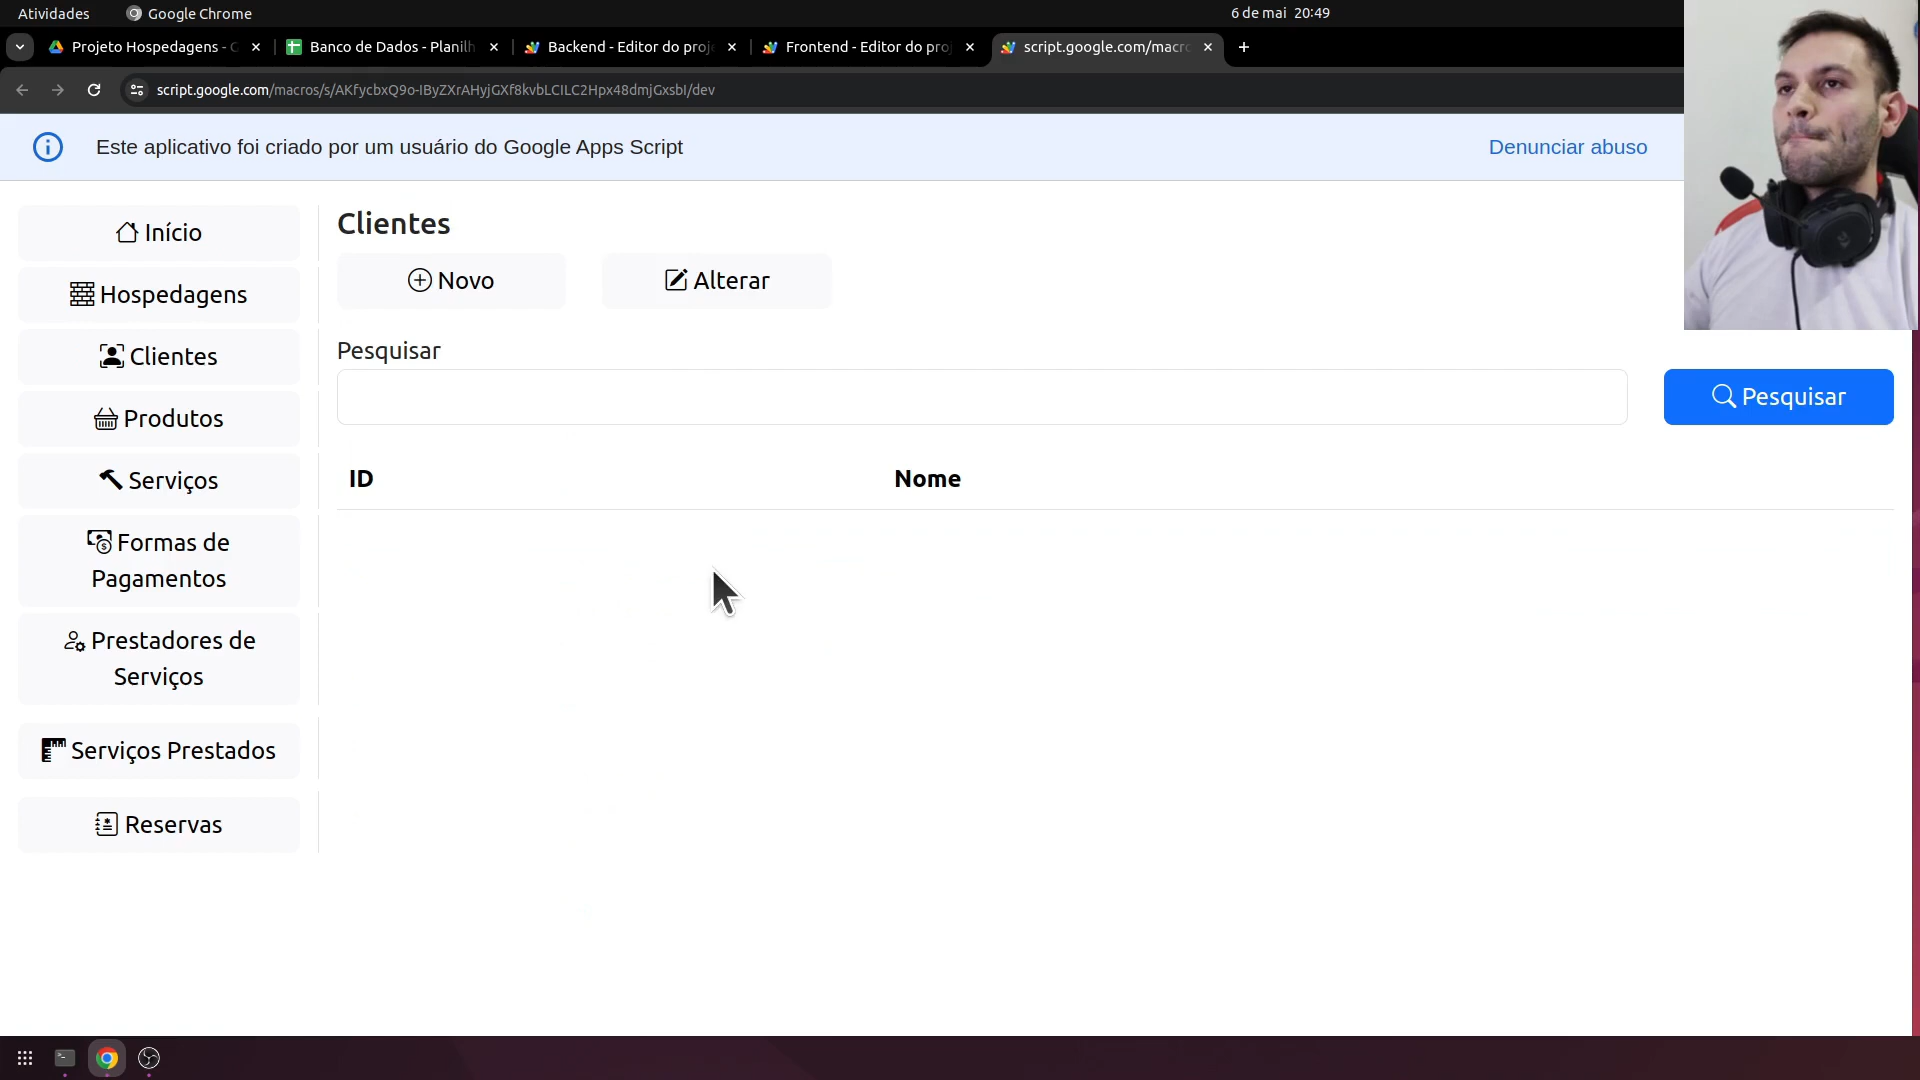 Atividades
Google Chrome
6 de mai 20:49
Projeto Hospedagens -
Banco de Dados - Planilh
Backend - Editor do proj
Frontend - Editor do pro
script.google.com/macro
script.google.com/macros/s/AKfycbxQ9o-IByZXrAHyjGXf8kvbLCILC2Hpx48dmjGxsbI/dev
Este aplicativo foi criado por um usuário do Google Apps Script
Denunciar abuso
Início
Hospedagens
Clientes
Produtos
Serviços
Formas de
Pagamentos
Prestadores de
Serviços
Serviços Prestados
Reservas
Clientes
Novo
Alterar
Pesquisar
Pesquisar
ID
Nome